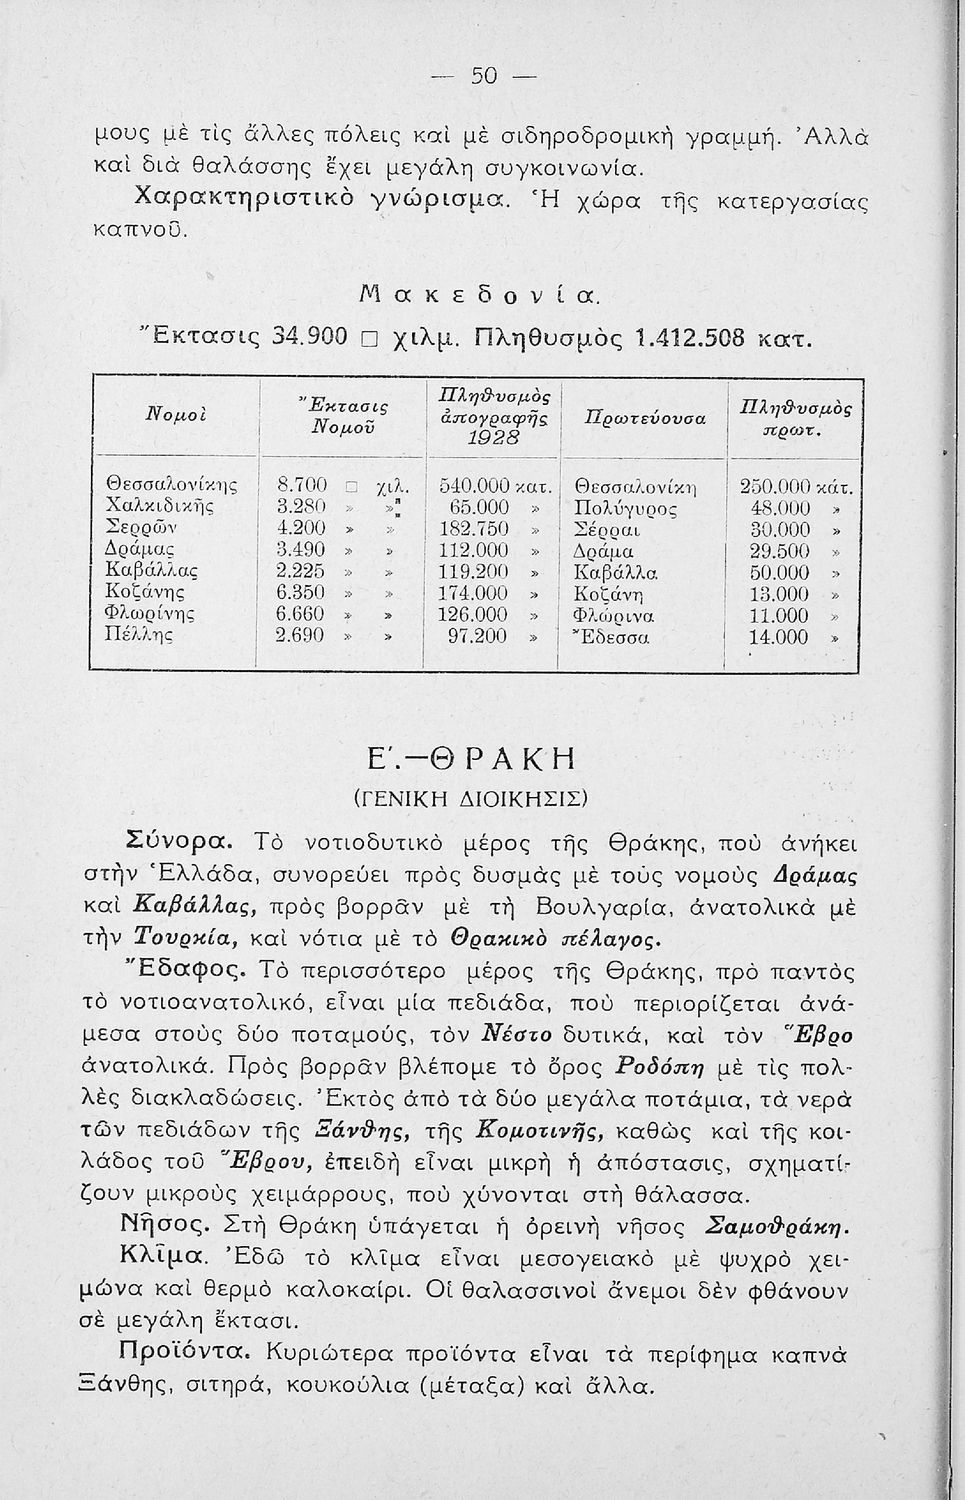 — 50 —
μους μὲ τὶς ἄλλες πόλεις καὶ μὲ σιδηροδρομικὴ γραμμή. Ἀλλὰ
καὶ διὰ θαλάσσης ἔχει μεγάλη συγκοινωνία.
Χαρακτηριστικὸ γνώρισμα. Ἡ χώρα τῆς κατεργασίας
καπνοῦ.
Μακεδονία.
Ἔκτασις 34.900 □ χιλμ. Πληθυσμὸς 1.412.508 κατ.
Νομοὶ | Ἔκτασις Νομοῦ | Πληθυσμὸς ἀπογραφῆς 1928 | Πρωτεύουσα | Πληθυσμὸς πρωτ.
Θεσσαλονίκης 8.700 □ χιλ. 540.000 κατ. Θεσσαλονίκη 250.000 κάτ.
Χαλκιδικῆς 3.280 » » 65.000 » Πολύγυρος 48.000 »
Σερρῶν 4.200 » » 182.750 » Σέρραι 30.000 »
Δράμας 3.490 » » 112.000 » Δράμα 29.500 »
Καβάλλας 2.225 » » 119.200 » Καβάλλα 50.000 »
Κοζάνης 6.350 » » 174.000 » Κοζάνη 13.000 »
Φλωρίνης 6.660 » » 126.000 » Φλώρινα 11.000 »
Πέλλης 2.690 » » 97.200 » Ἔδεσσα 14.000 »
Ε΄.—ΘΡΑΚΗ
(ΓΕΝΙΚΗ ΔΙΟΙΚΗΣΙΣ)
Σύνορα. Τὸ νοτιοδυτικὸ μέρος τῆς Θράκης, ποὺ ἀνήκει
στὴν Ἑλλάδα, συνορεύει πρὸς δυσμὰς μὲ τοὺς νομοὺς Δράμας
καὶ Καβάλλας, πρὸς βορρᾶν μὲ τὴ Βουλγαρία, ἀνατολικὰ μὲ
τὴν Τουρκία, καὶ νότια μὲ τὸ Θρακικὸ πέλαγος.
Ἔδαφος. Τὸ περισσότερο μέρος τῆς Θράκης, πρὸ παντὸς
τὸ νοτιοανατολικό, εἶναι μία πεδιάδα, ποὺ περιορίζεται ἀνά-
μεσα στοὺς δύο ποταμούς, τὸν Νέστο δυτικά, καὶ τὸν Ἕβρο
ἀνατολικά. Πρὸς βορρᾶν βλέπομε τὸ ὄρος Ροδόπη μὲ τὶς πολ-
λὲς διακλαδώσεις. Ἐκτὸς ἀπὸ τὰ δύο μεγάλα ποτάμια, τὰ νερὰ
τῶν πεδιάδων τῆς Ξάνθης, τῆς Κομοτινῆς, καθὼς καὶ τῆς κοι-
λάδος τοῦ Ἕβρου, ἐπειδὴ εἶναι μικρὴ ἡ ἀπόστασις, σχηματί-
ζουν μικροὺς χειμάρρους, ποὺ χύνονται στὴ θάλασσα.
Νῆσος. Στὴ Θράκη ὑπάγεται ἡ ὀρεινὴ νῆσος Σαμοθράκη.
Κλῖμα. Ἐδῶ τὸ κλῖμα εἶναι μεσογειακὸ μὲ ψυχρὸ χει-
μώνα καὶ θερμὸ καλοκαίρι. Οἱ θαλασσινοὶ ἄνεμοι δὲν φθάνουν
σὲ μεγάλη ἔκτασι.
Προϊόντα. Κυριώτερα προϊόντα εἶναι τὰ περίφημα καπνὰ
Ξάνθης, σιτηρά, κουκούλια (μέταξα) καὶ ἄλλα.